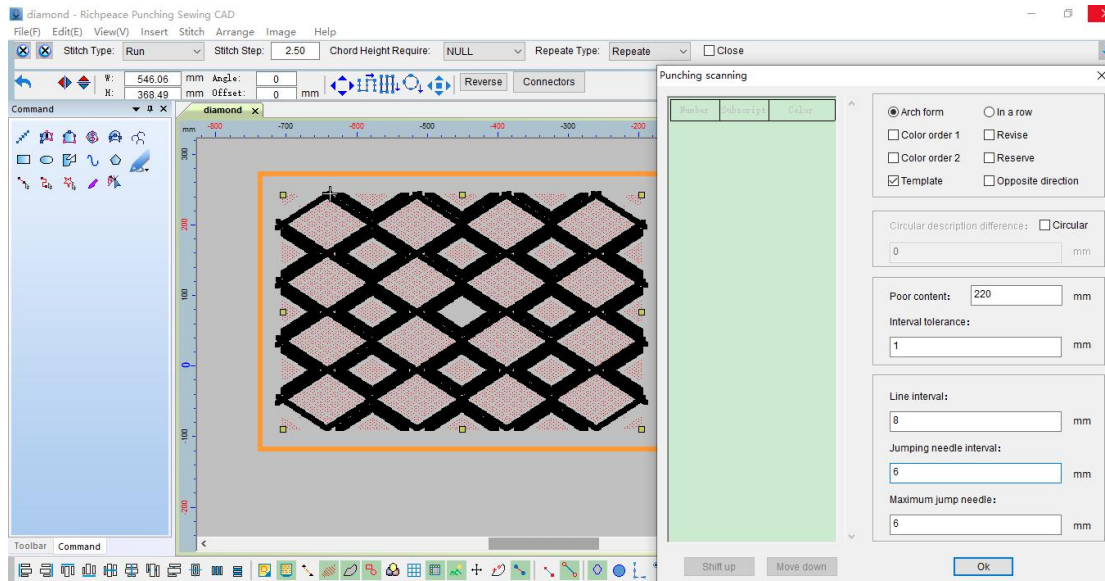 diamond - Richpeace Punching Sewing CAD
File(F) Edit(E) View(V) Insert Stitch Arrange Image Help
Stitch Type: Run Stitch Step: 2.50 Chord Height Require: NULL Repeate Type: Repeate Close
W: 546.06 mm Angle: 0
H: 368.49 mm Offset: 0 mm
Reverse Connectors
Command
diamond x
mm -800 -700 -600 -500 -400 -300 -200
300
200
100
0
-100
-200
Toolbar Command
Punching scanning
Number Subscript Color
Arch form In a row
Color order 1 Revise
Color order 2 Reserve
Template Opposite direction
Circular description difference: Circular
0 mm
Poor content: 220 mm
Interval tolerance:
1 mm
Line interval:
8 mm
Jumping needle interval:
6 mm
Maximum jump needle:
6 mm
Shift up Move down Ok